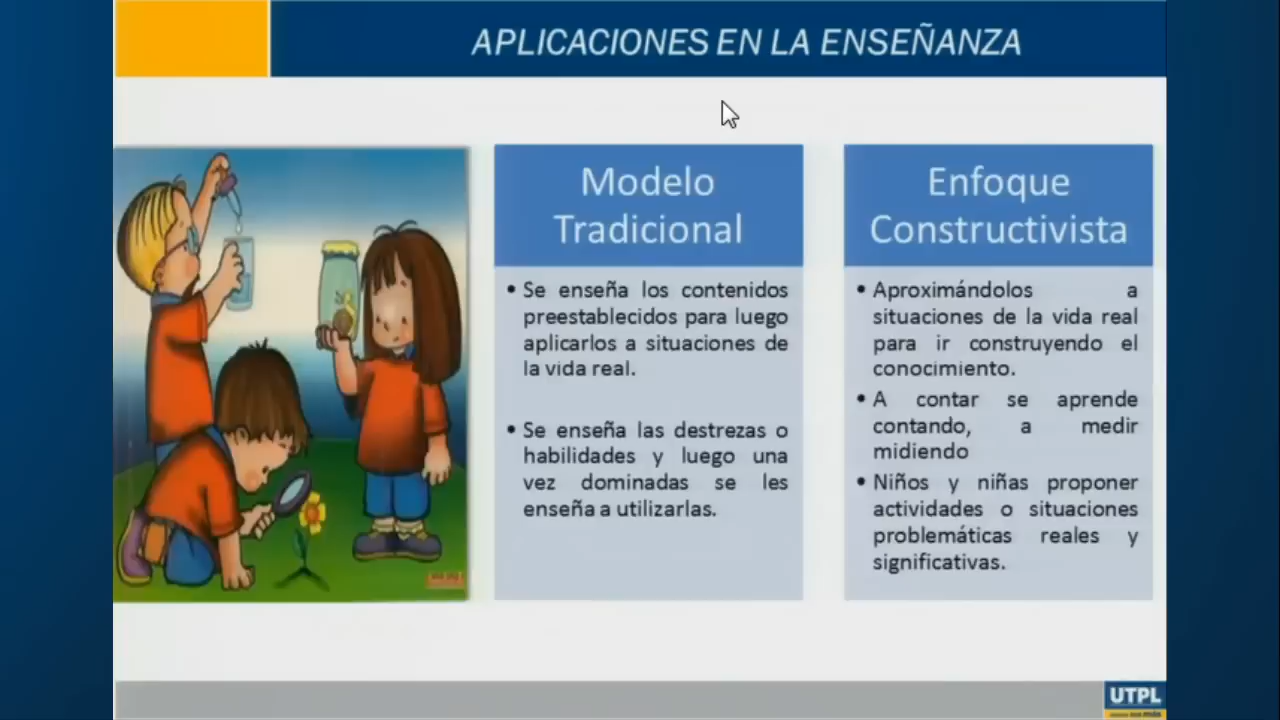 APLICACIONES EN LA ENSEÑANZA
Modelo
Tradicional
• Se enseña los contenidos
preestablecidos para luego
aplicarlos a situaciones de
la vida real.
• Se enseña las destrezas o
habilidades y luego una
vez dominadas se les
enseña a utilizarlas.
Enfoque
Constructivista
• Aproximándolos a
situaciones de la vida real
para ir construyendo el
conocimiento.
• A contar se aprende
contando, a medir
midiendo
• Niños y niñas proponer
actividades o situaciones
problemáticas reales y
significativas.
UTPL